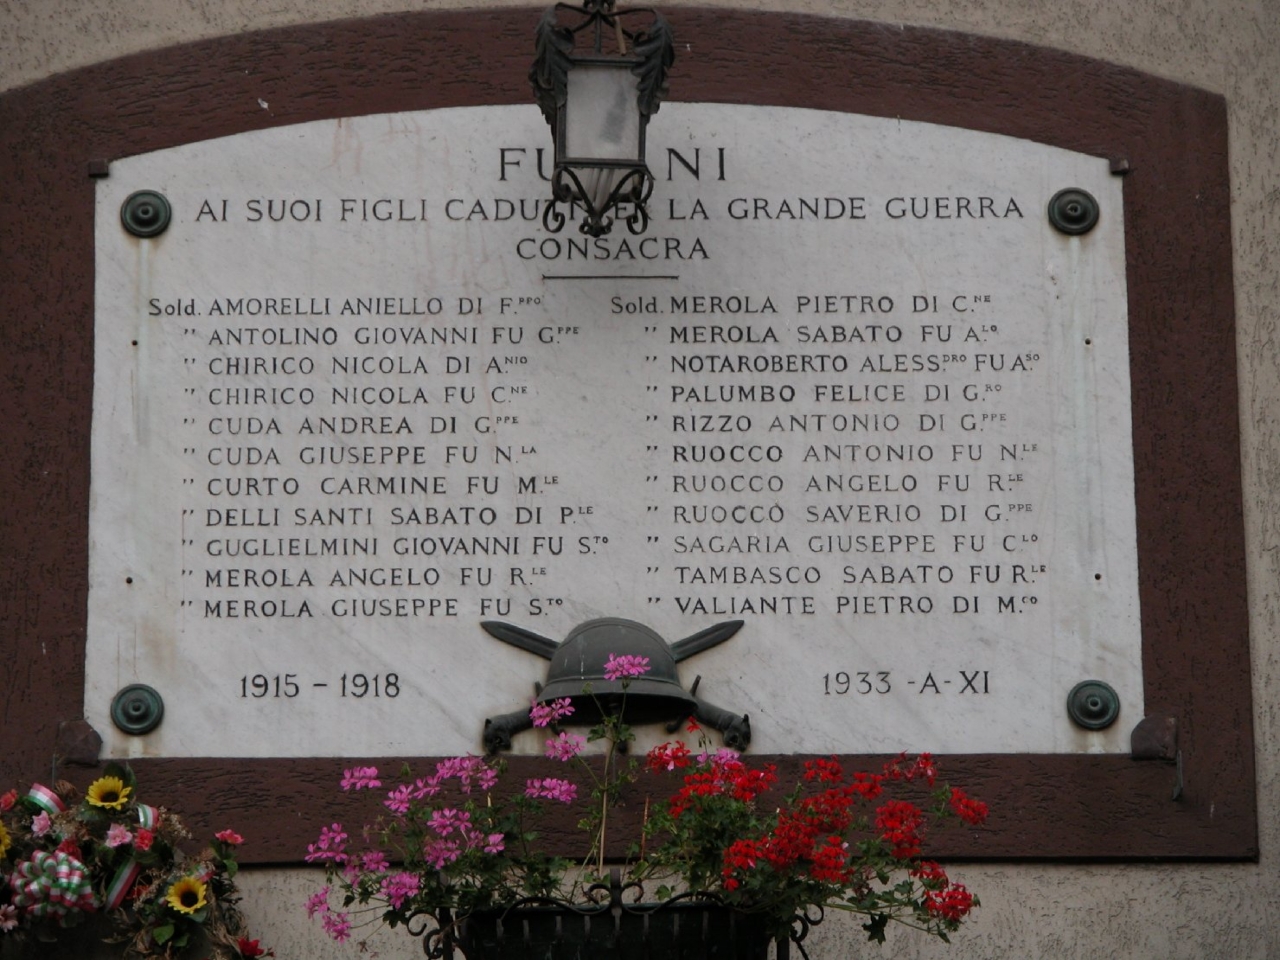 AI SUOI FIGLI CADUTI PER LA GRANDE GUERRA
CONSACRA
Sold. AMORELLI ANIELLO DI F.PPO
" ANTOLINO GIOVANNI FU G.PPE
" CHIRICO NICOLA DI A.NIO
" CHIRICO NICOLA FU C.NE
" CUDA ANDREA DI G.PPE
" CUDA GIUSEPPE FU N.LA
" CURTO CARMINE FU M.LE
" DELLI SANTI SABATO DI P.LE
" GUGLIELMINI GIOVANNI FU S.TO
" MEROLA ANGELO FU R.LE
" MEROLA GIUSEPPE FU S.TO
Sold. MEROLA PIETRO DI C.NE
" MEROLA SABATO FU A.LO
" NOTAROBERTO ALESS.DRO FU A.SO
" PALUMBO FELICE DI G.RO
" RIZZO ANTONIO DI G.PPE
" RUOCCO ANTONIO FU N.LE
" RUOCCO ANGELO FU R.LE
" RUOCCO SAVERIO DI G.PPE
" SAGARIA GIUSEPPE FU C.LO
" TAMBASCO SABATO FU R.LE
" VALIANTE PIETRO DI M.CO
1915 - 1918
1933 - A - XI